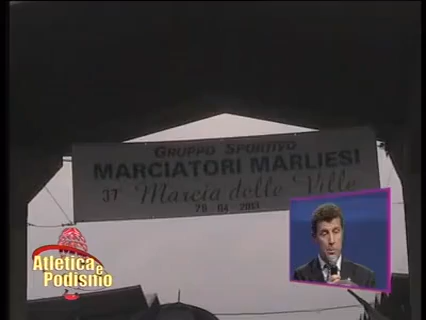 GRUPPO SPORTIVO
MARCIATORI MARLIESI
37ª Marcia delle Ville
Atletica e
Podismo